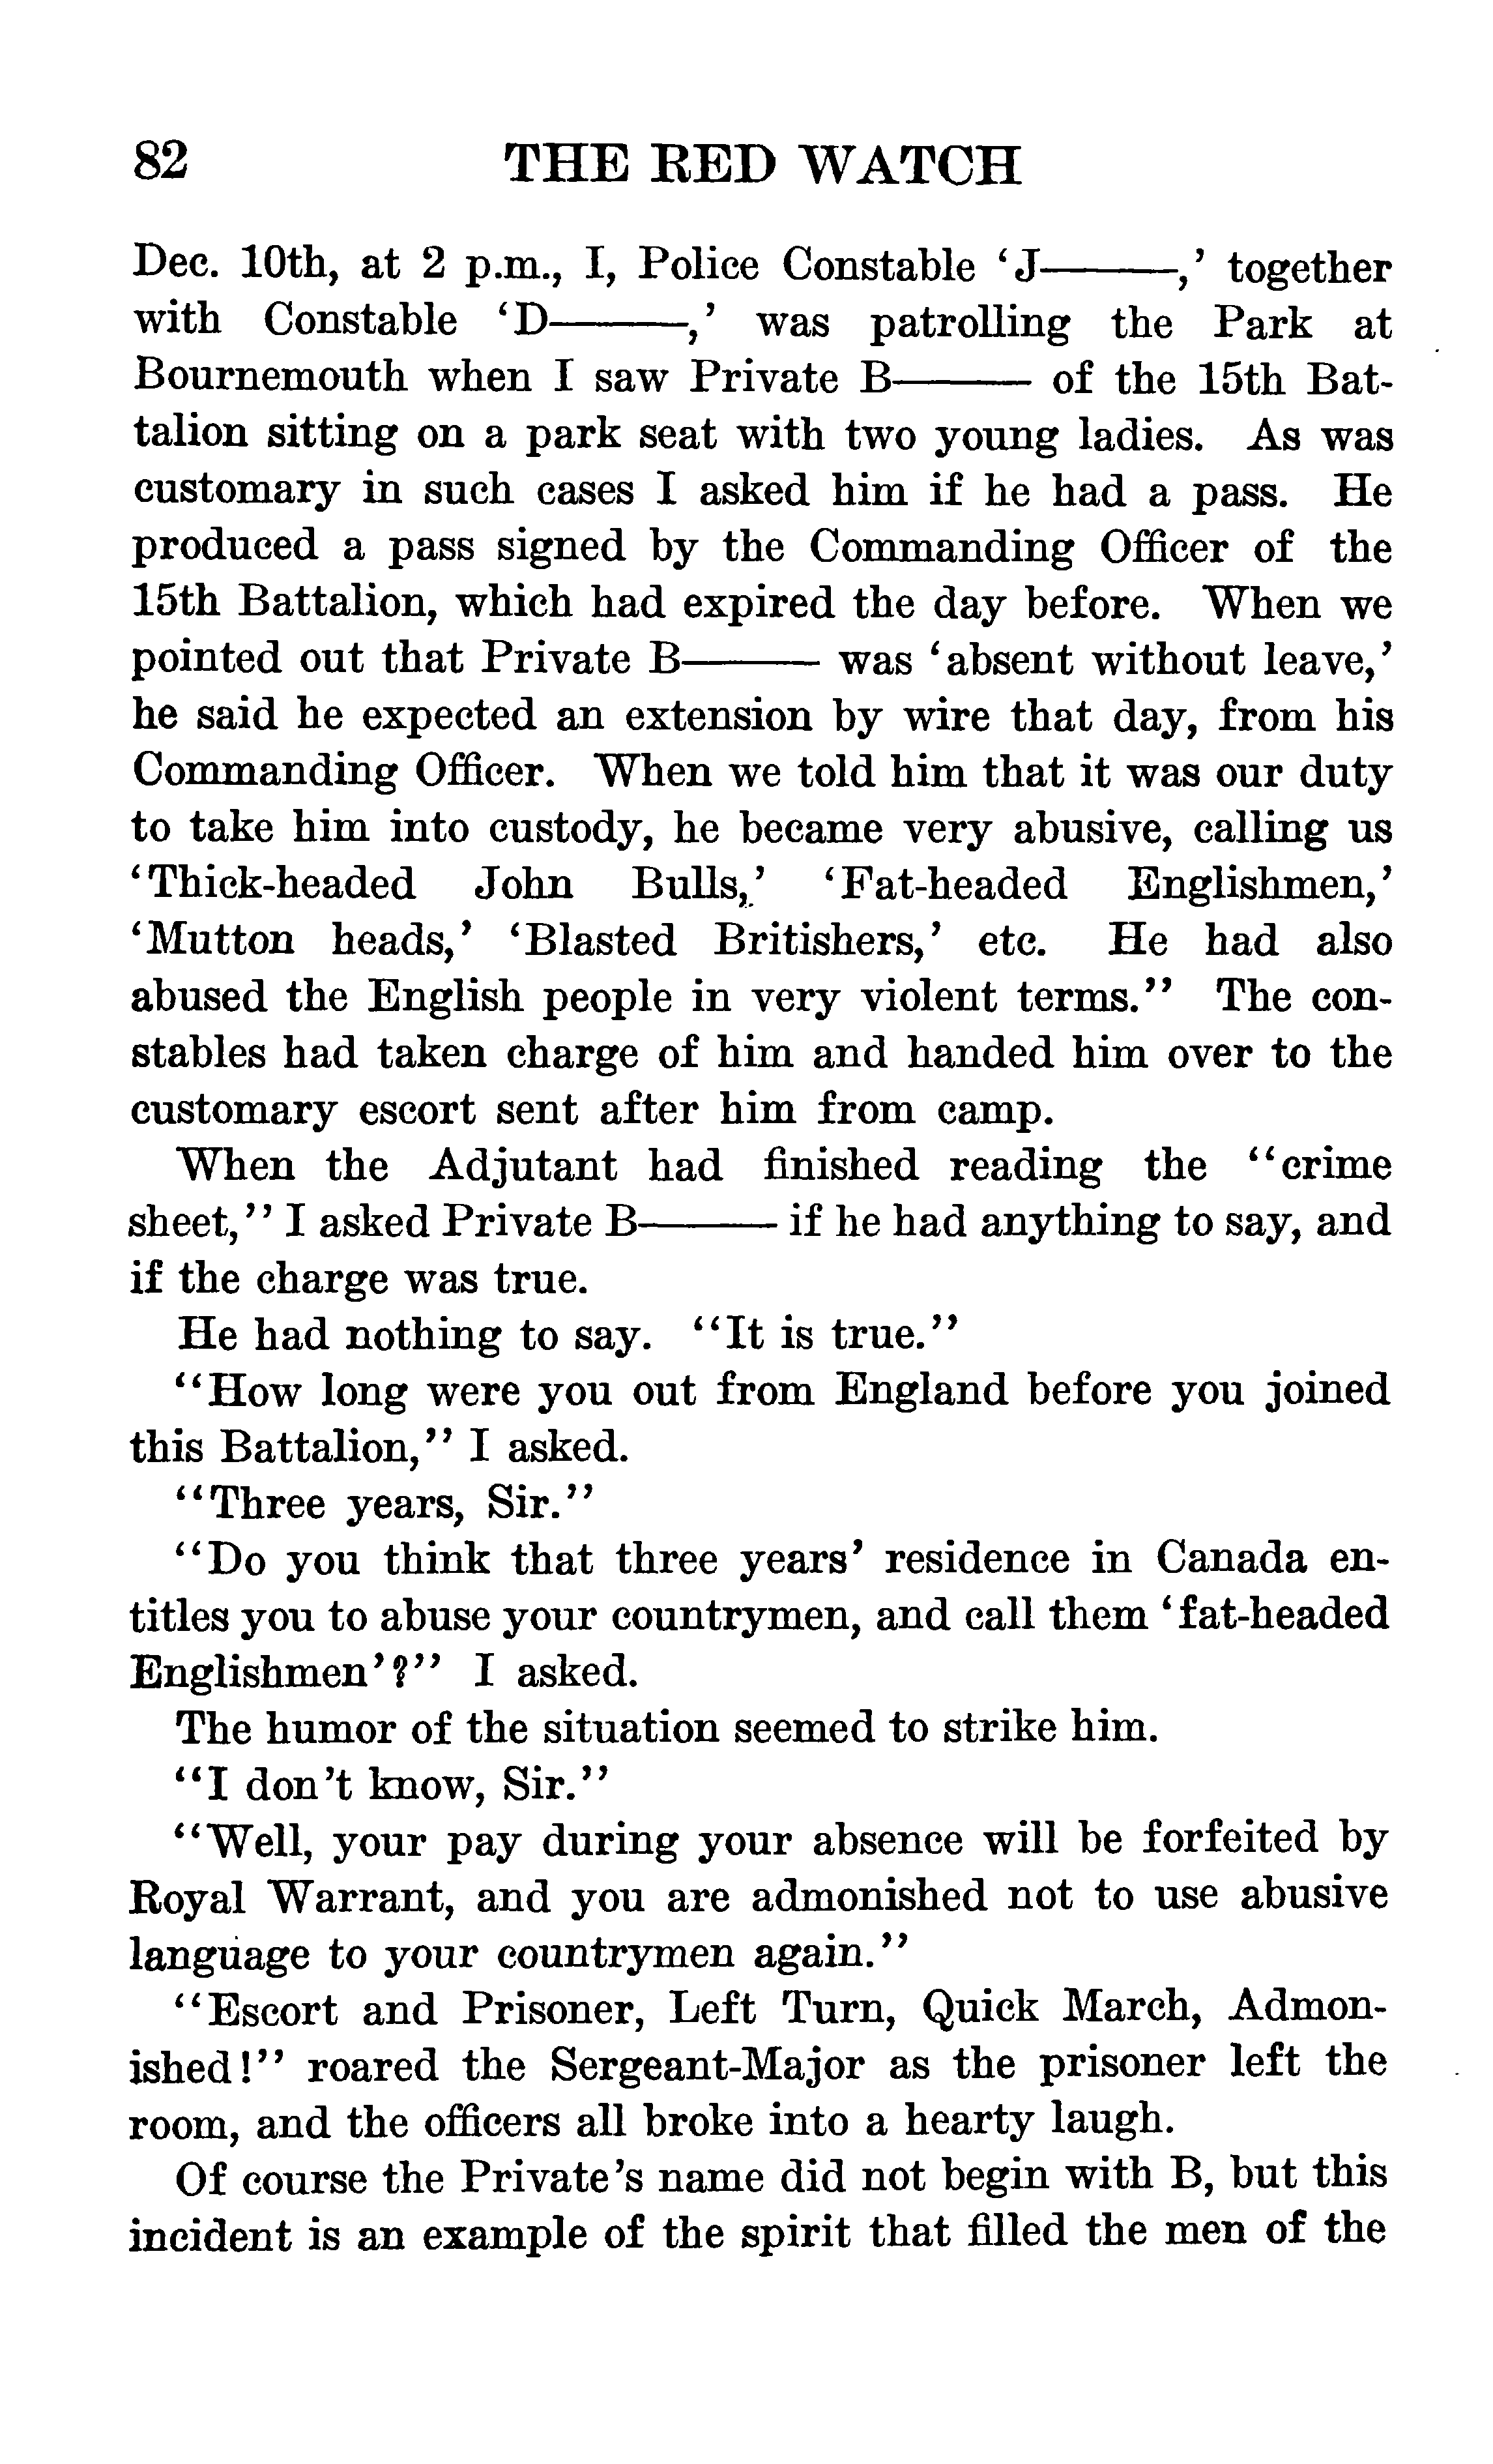 82 THE RED WATCH
Dec. 10th, at 2 p.m., I, Police Constable 'J———,' together
with Constable 'D———,' was patrolling the Park at
Bournemouth when I saw Private B——— of the 15th Bat-
talion sitting on a park seat with two young ladies. As was
customary in such cases I asked him if he had a pass. He
produced a pass signed by the Commanding Officer of the
15th Battalion, which had expired the day before. When we
pointed out that Private B——— was 'absent without leave,'
he said he expected an extension by wire that day, from his
Commanding Officer. When we told him that it was our duty
to take him into custody, he became very abusive, calling us
'Thick-headed John Bulls,' 'Fat-headed Englishmen,'
'Mutton heads,' 'Blasted Britishers,' etc. He had also
abused the English people in very violent terms." The con-
stables had taken charge of him and handed him over to the
customary escort sent after him from camp.
When the Adjutant had finished reading the "crime
sheet," I asked Private B——— if he had anything to say, and
if the charge was true.
He had nothing to say. "It is true."
"How long were you out from England before you joined
this Battalion," I asked.
"Three years, Sir."
"Do you think that three years' residence in Canada en-
titles you to abuse your countrymen, and call them 'fat-headed
Englishmen'?" I asked.
The humor of the situation seemed to strike him.
"I don't know, Sir."
"Well, your pay during your absence will be forfeited by
Royal Warrant, and you are admonished not to use abusive
language to your countrymen again."
"Escort and Prisoner, Left Turn, Quick March, Admon-
ished!" roared the Sergeant-Major as the prisoner left the
room, and the officers all broke into a hearty laugh.
Of course the Private's name did not begin with B, but this
incident is an example of the spirit that filled the men of the